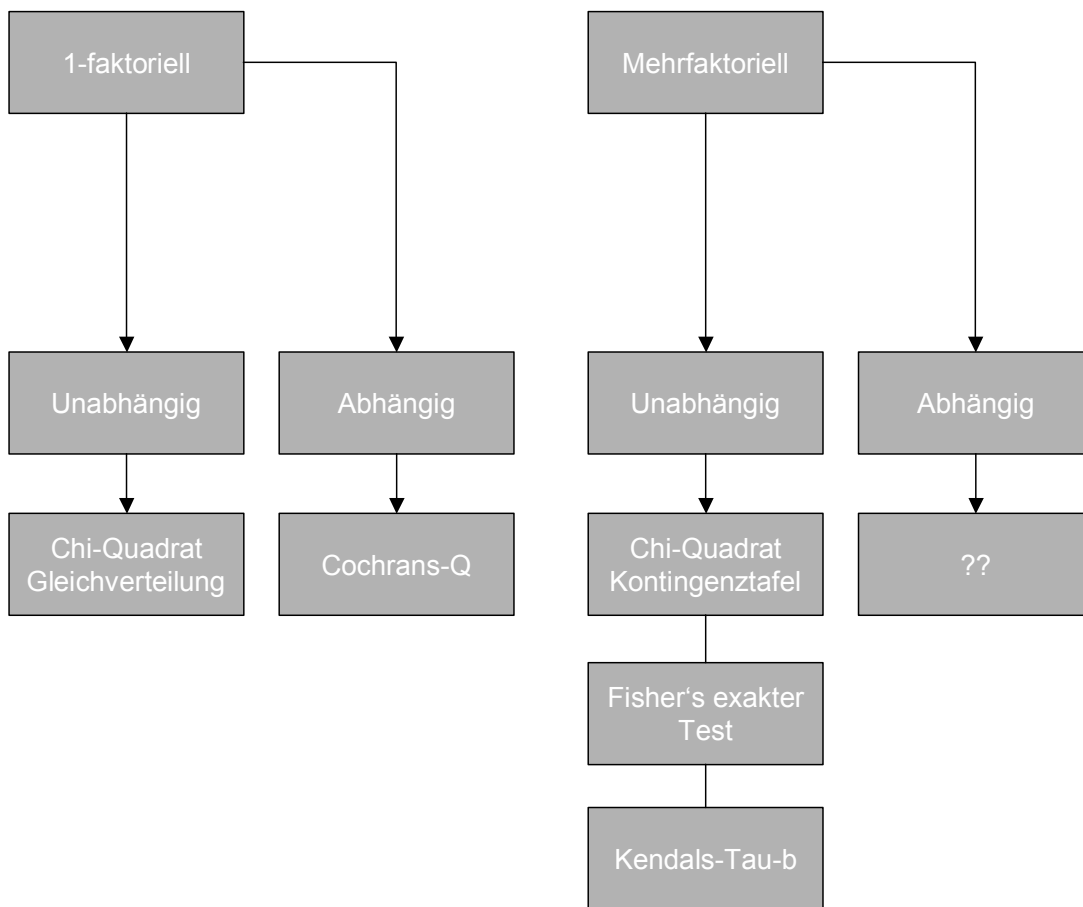 1-faktoriell
Mehrfaktoriell
Unabhängig
Abhängig
Unabhängig
Abhängig
Chi-Quadrat
Gleichverteilung
Cochrans-Q
Chi-Quadrat
Kontingenztafel
??
Fisher‘s exakter
Test
Kendals-Tau-b